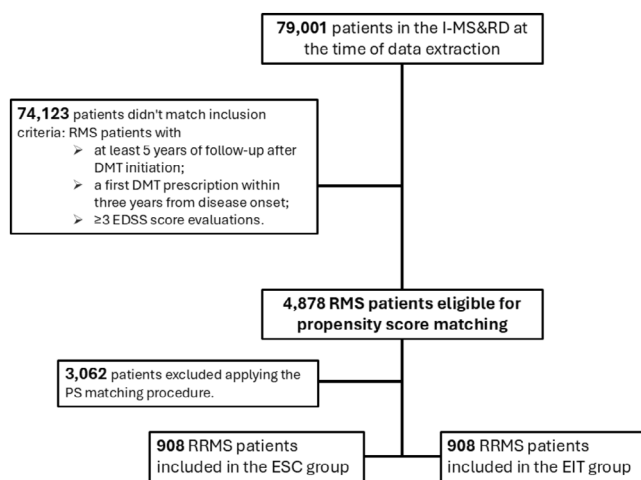 79,001 patients in the I-MS&RD at
the time of data extraction
74,123 patients didn't match inclusion
criteria: RMS patients with
➢ at least 5 years of follow-up after
DMT initiation;
➢ a first DMT prescription within
three years from disease onset;
➢ ≥3 EDSS score evaluations.
4,878 RMS patients eligible for
propensity score matching
3,062 patients excluded applying the
PS matching procedure.
908 RRMS patients
included in the ESC group
908 RRMS patients
included in the EIT group